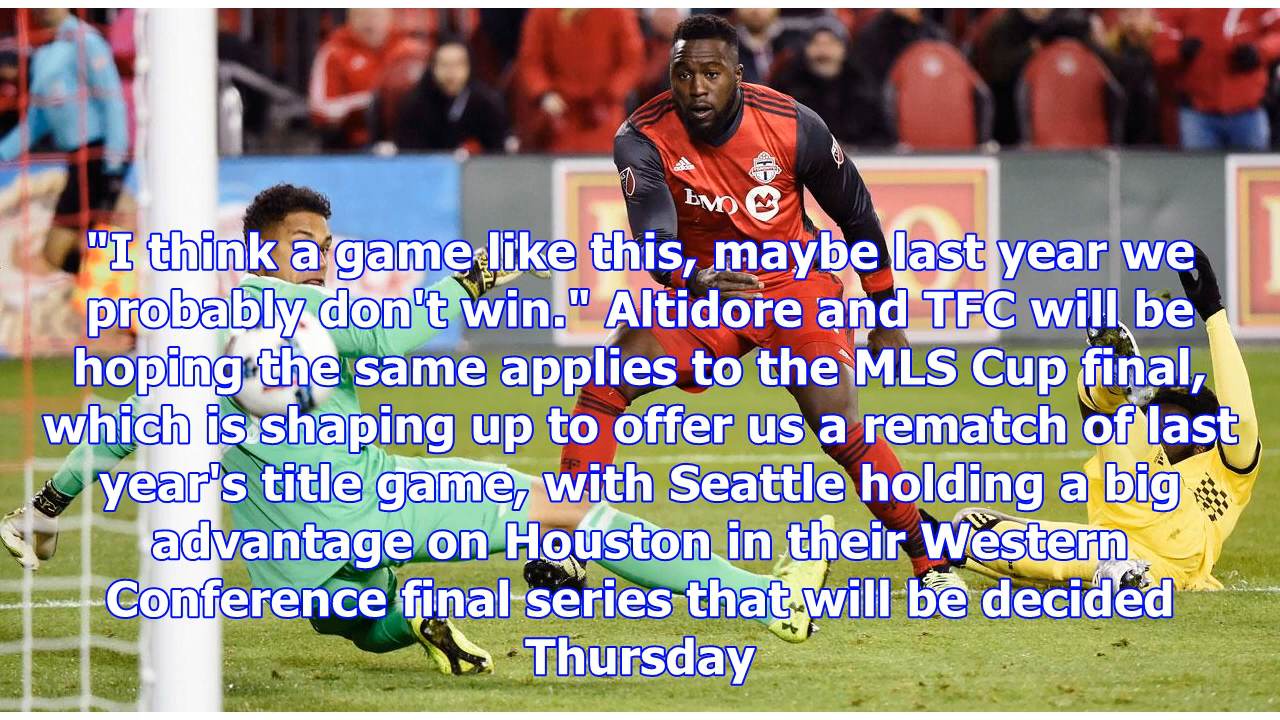 BMO
"I think a game like this, maybe last year we
probably don't win." Altidore and TFC will be
hoping the same applies to the MLS Cup final,
which is shaping up to offer us a rematch of last
year's title game, with Seattle holding a big
advantage on Houston in their Western
Conference final series that will be decided
Thursday